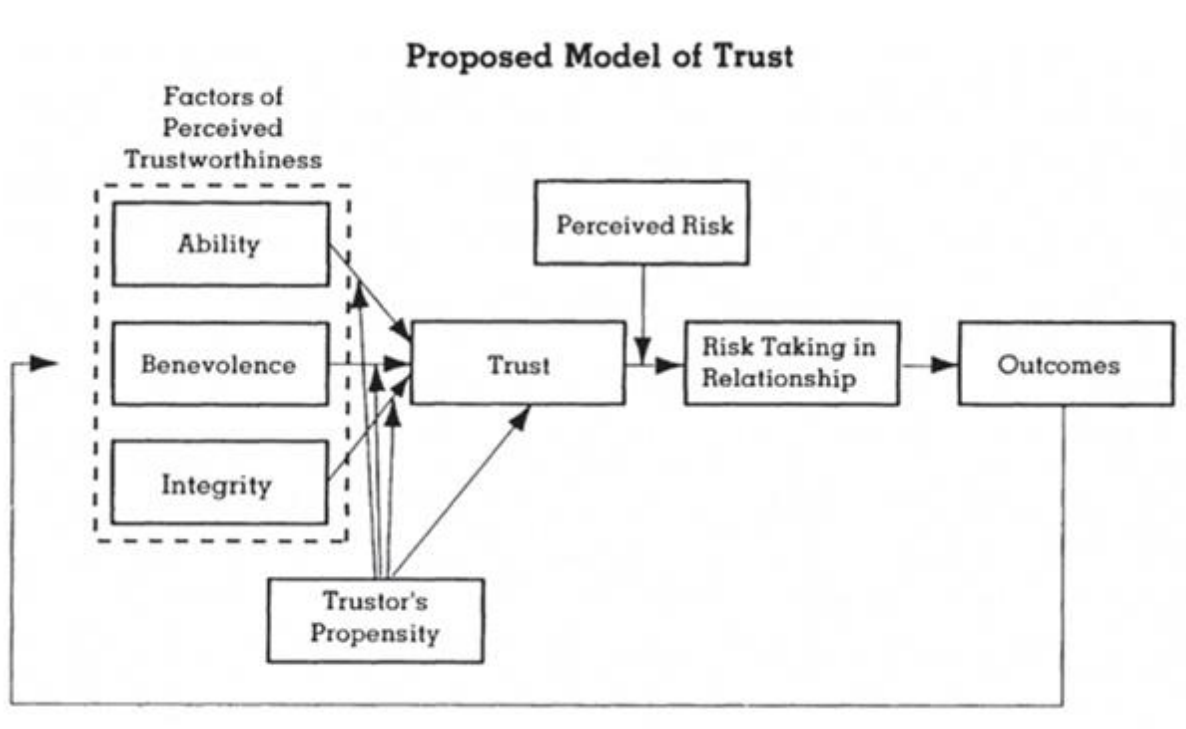 Proposed Model of Trust
Factors of
Perceived
Trustworthiness
Ability
Benevolence
Integrity
Trustor's
Propensity
Trust
Perceived Risk
Risk Taking in
Relationship
Outcomes